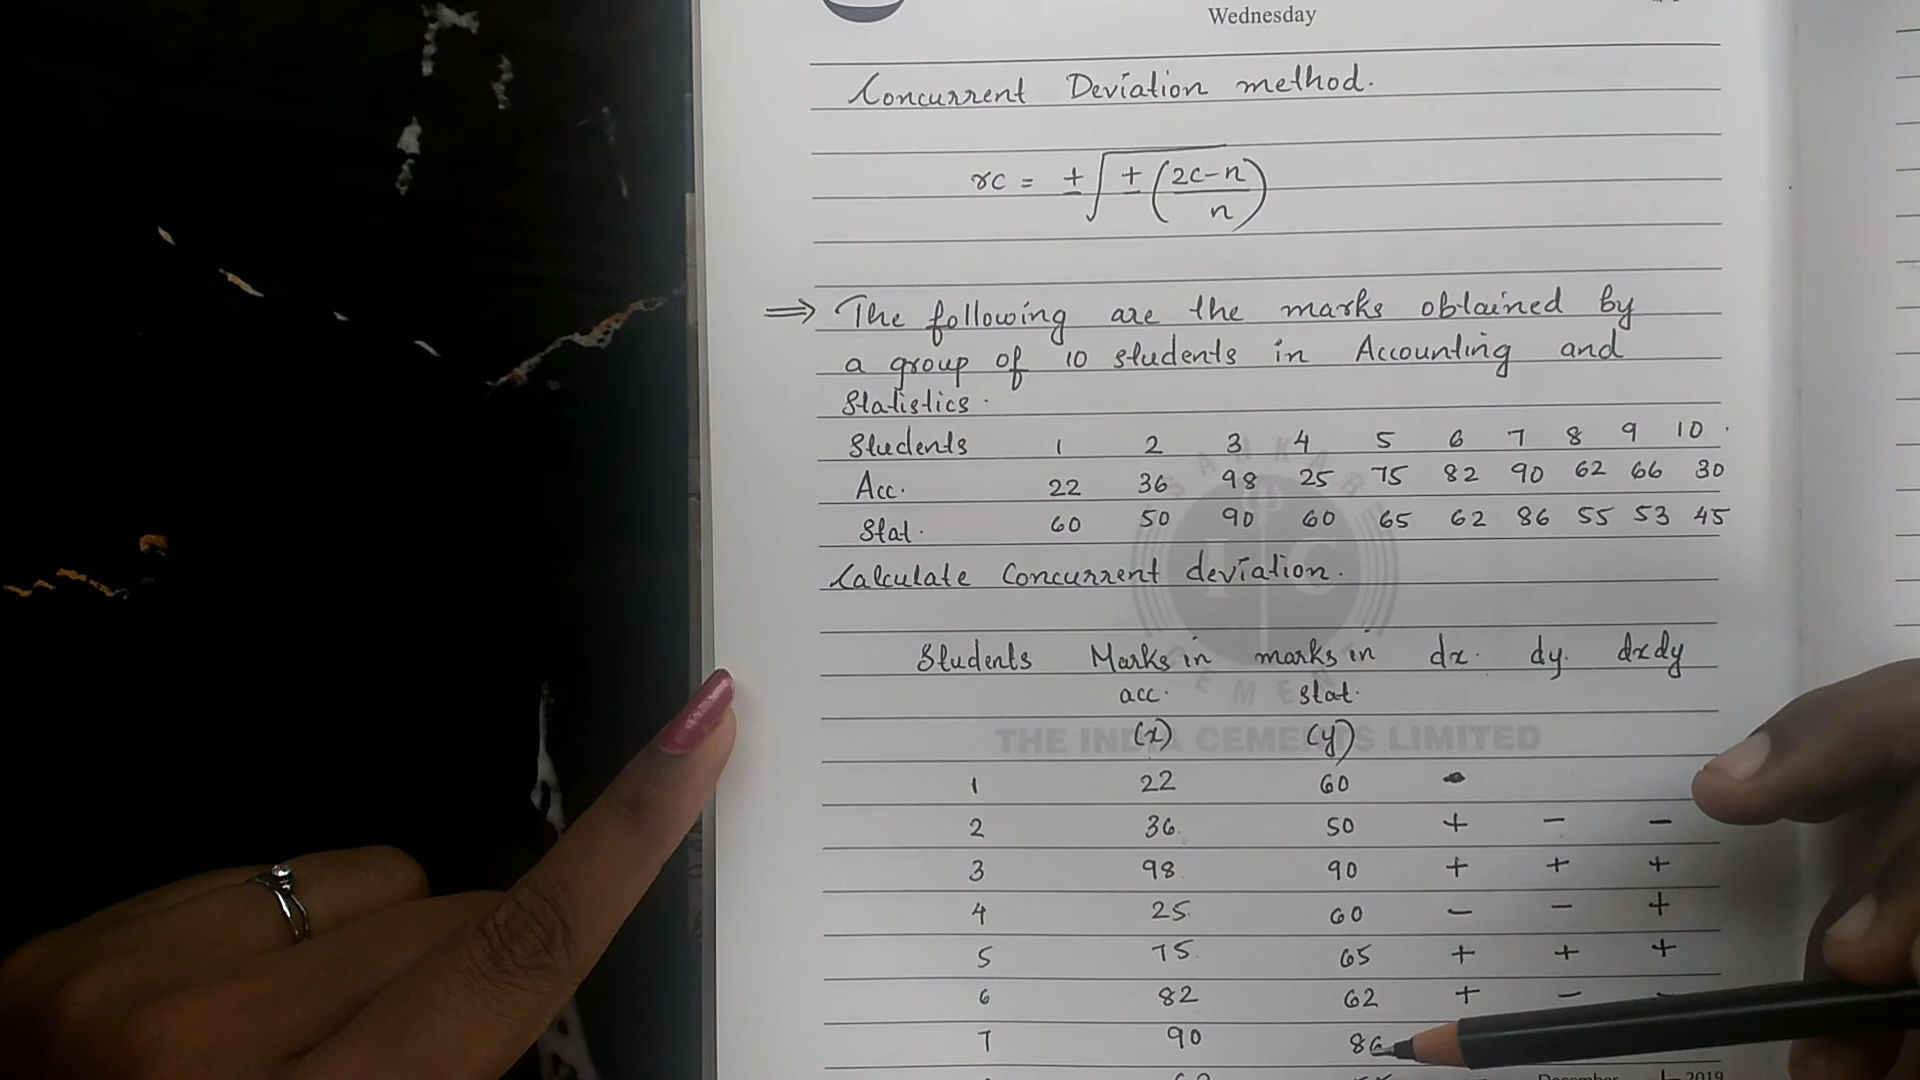 Wednesday
Concurrent Deviation method.
rc = ± √ ± (2c-n / n)
⇒ The following are the marks obtained by
a group of 10 students in Accounting and
Statistics.
Students 1 2 3 4 5 6 7 8 9 10
Acc. 22 36 98 25 75 82 90 62 66 30
Stat. 60 50 90 60 65 62 86 55 53 45
Calculate Concurrent deviation.
Students Marks in marks in dx. dy. dxdy
acc. stat.
(x) (y)
THE INDIA CEMENTS LIMITED
1 22 60
2 36 50 + - -
3 98 90 + + +
4 25 60 - - +
5 75 65 + + +
6 82 62 + - -
7 90 86
2019